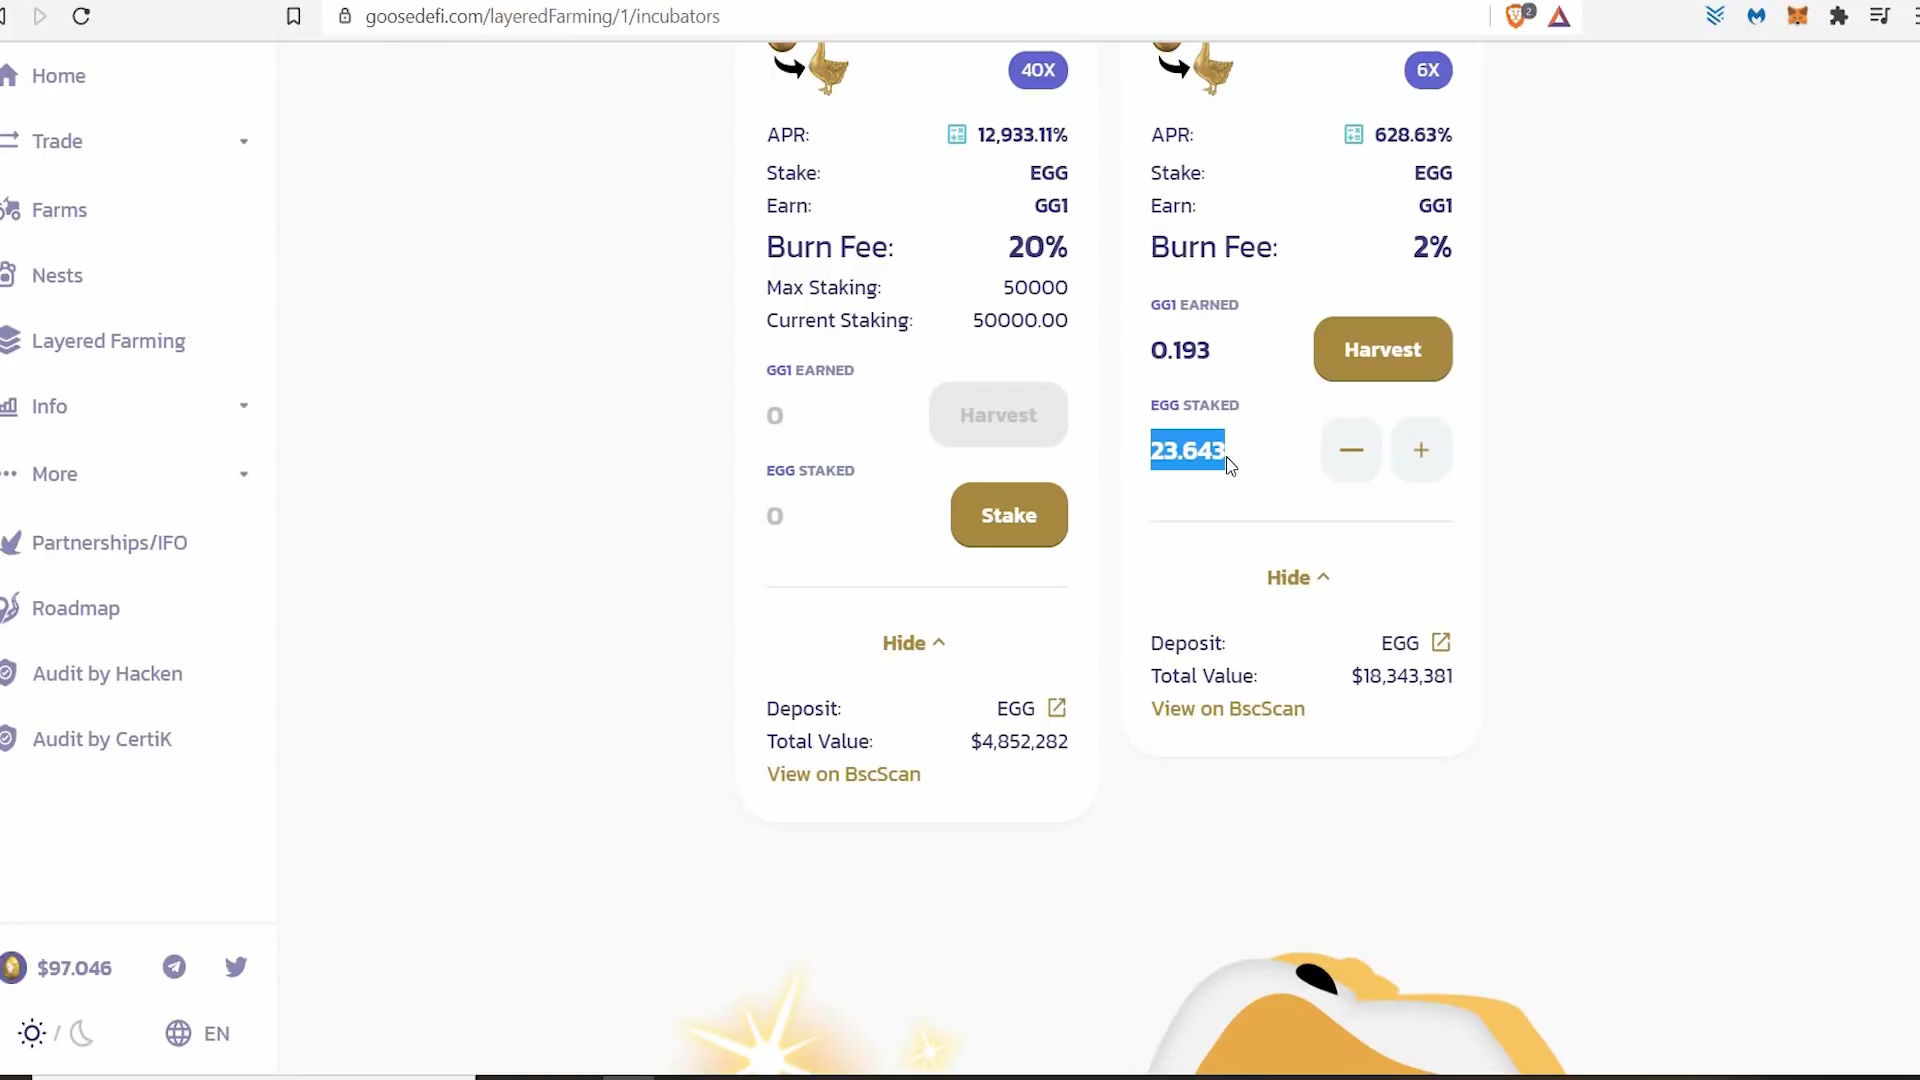 goosedefi.com/layeredFarming/1/incubators
2
Home
Trade
Farms
Nests
Layered Farming
Info
More
Partnerships/IFO
Roadmap
Audit by Hacken
Audit by CertiK
$97.046
/
EN
40X
APR: 12,933.11%
Stake: EGG
Earn: GG1
Burn Fee: 20%
Max Staking: 50000
Current Staking: 50000.00
GG1 EARNED
0 Harvest
EGG STAKED
0 Stake
Hide
Deposit: EGG
Total Value: $4,852,282
View on BscScan
6X
APR: 628.63%
Stake: EGG
Earn: GG1
Burn Fee: 2%
GG1 EARNED
0.193 Harvest
EGG STAKED
23.643 — +
Hide
Deposit: EGG
Total Value: $18,343,381
View on BscScan